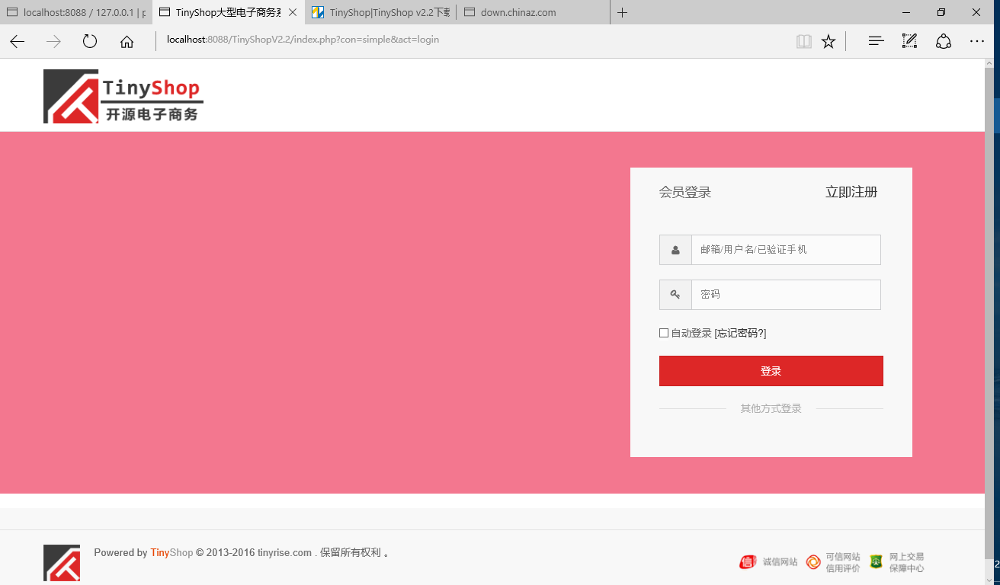 localhost:8088 / 127.0.0.1 | p
TinyShop大型电子商务系
TinyShop|TinyShop v2.2下载
down.chinaz.com
localhost:8088/TinyShopV2.2/index.php?con=simple&act=login
TinyShop
开源电子商务
会员登录
立即注册
邮箱/用户名/已验证手机
密码
自动登录 [忘记密码?]
登录
其他方式登录
Powered by TinyShop © 2013-2016 tinyrise.com . 保留所有权利 。
信 诚信网站
可信网站
信用评价
网上交易
保障中心
2